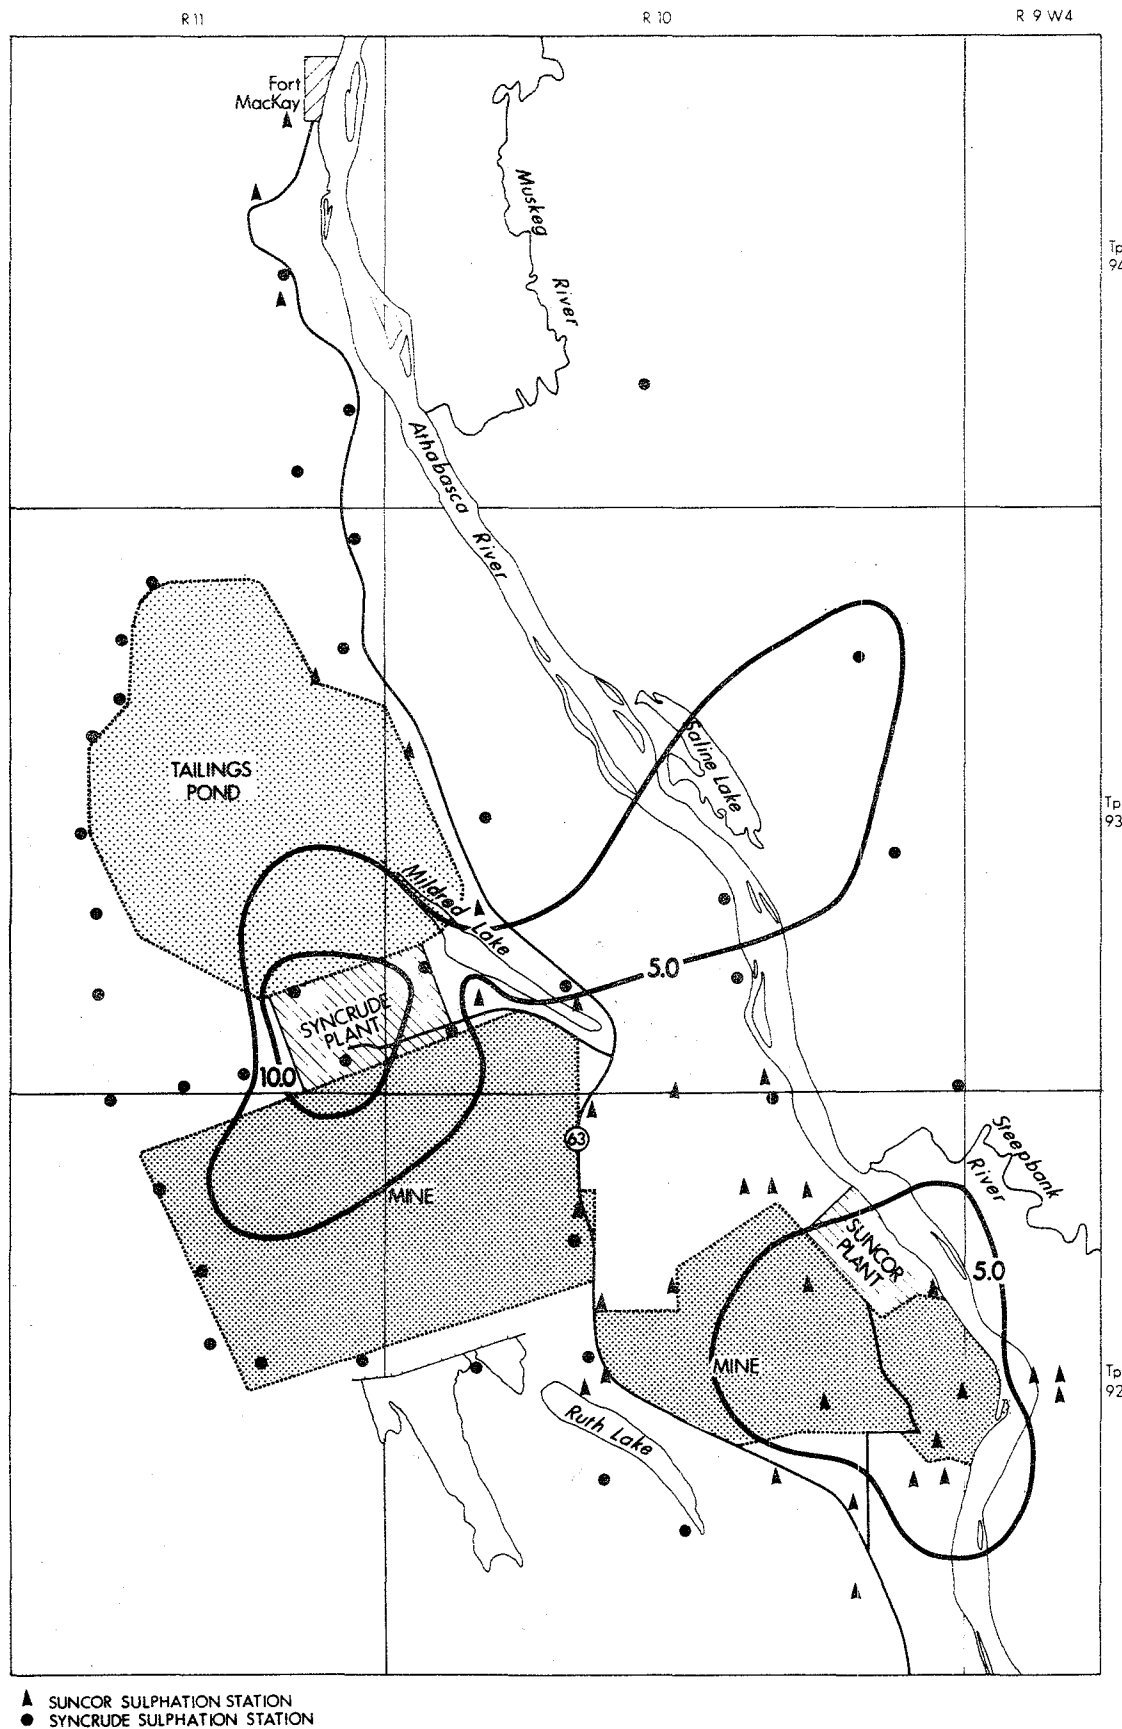 R 11
R 10
R 9 W4
Fort
MacKay
Muskeg
River
Tp
94
Athabasca
River
Saline Lake
TAILINGS
POND
Tp
93
Mildred Lake
5.0
SYNCRUDE
PLANT
10.0
63
Steepbank
River
MINE
SUNCOR
PLANT
5.0
MINE
Tp
92
Ruth Lake
SUNCOR SULPHATION STATION
SYNCRUDE SULPHATION STATION